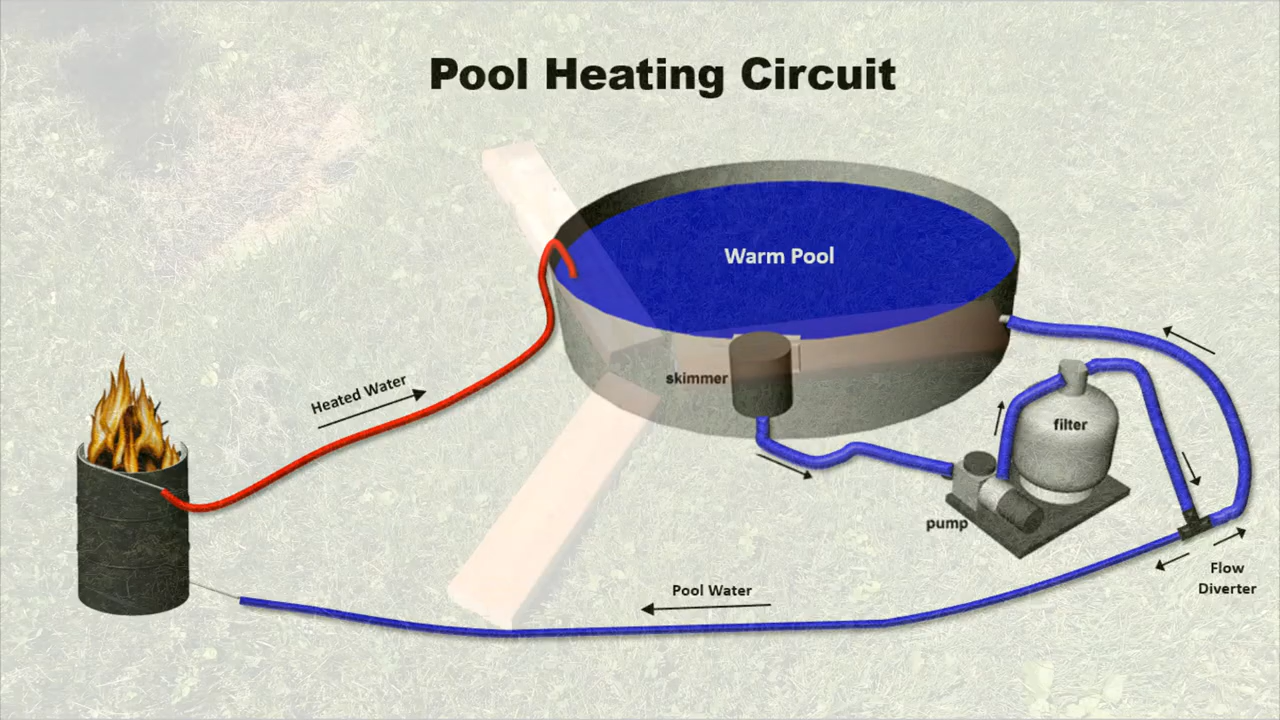 Pool Heating Circuit
Warm Pool
skimmer
Heated Water
filter
pump
Flow
Diverter
Pool Water